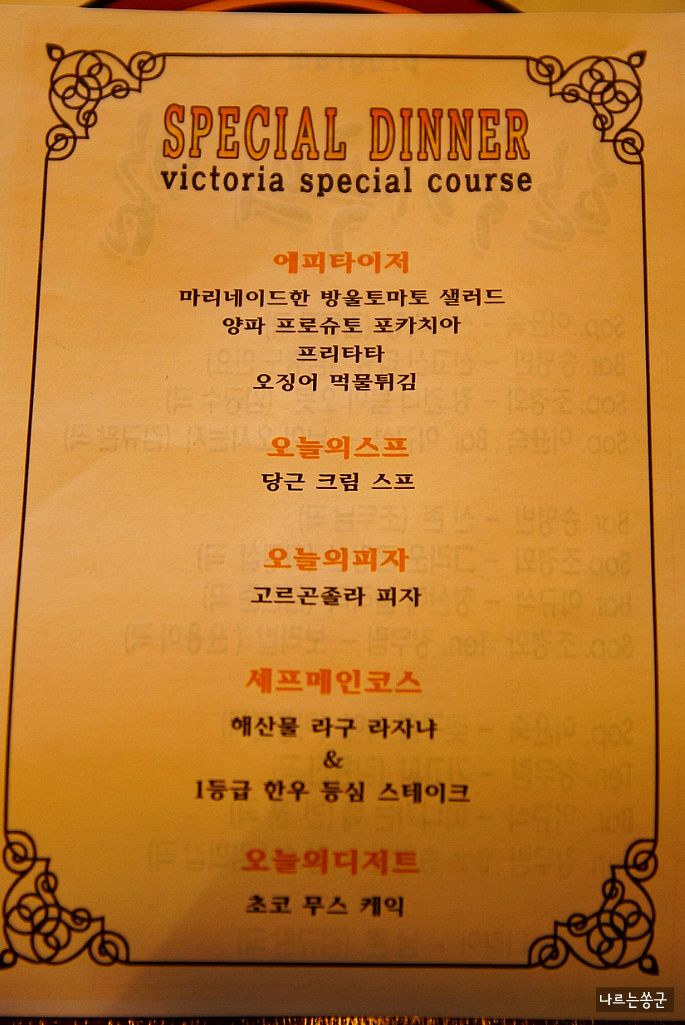 SPECIAL DINNER
victoria special course
에피타이저
마리네이드한 방울토마토 샐러드
양파 프로슈토 포카치아
프리타타
오징어 먹물튀김
오늘의스프
당근 크림 스프
오늘의피자
고르곤졸라 피자
셰프메인코스
해산물 라구 라자냐
&
1등급 한우 등심 스테이크
오늘의디저트
초코 무스 케익
나르는쏭군